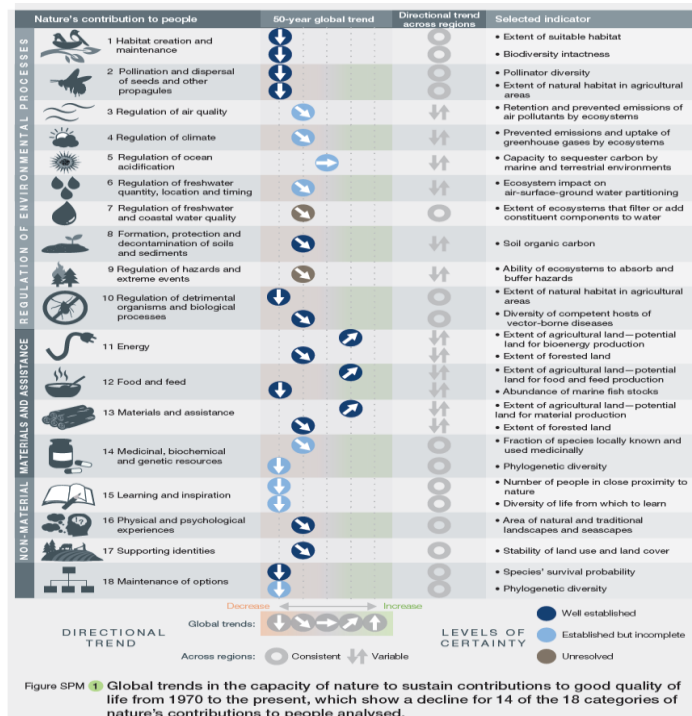 Nature's contribution to people
50-year global trend
Directional trend
across regions
Selected indicator
REGULATION OF ENVIRONMENTAL PROCESSES
MATERIALS AND ASSISTANCE
NON-MATERIAL
1 Habitat creation and
maintenance
• Extent of suitable habitat
• Biodiversity intactness
2 Pollination and dispersal
of seeds and other
propagules
• Pollinator diversity
• Extent of natural habitat in agricultural
areas
3 Regulation of air quality
• Retention and prevented emissions of
air pollutants by ecosystems
4 Regulation of climate
• Prevented emissions and uptake of
greenhouse gases by ecosystems
5 Regulation of ocean
acidification
• Capacity to sequester carbon by
marine and terrestrial environments
6 Regulation of freshwater
quantity, location and timing
• Ecosystem impact on
air-surface-ground water partitioning
7 Regulation of freshwater
and coastal water quality
• Extent of ecosystems that filter or add
constituent components to water
8 Formation, protection and
decontamination of soils
and sediments
• Soil organic carbon
9 Regulation of hazards and
extreme events
• Ability of ecosystems to absorb and
buffer hazards
10 Regulation of detrimental
organisms and biological
processes
• Extent of natural habitat in agricultural
areas
• Diversity of competent hosts of
vector-borne diseases
11 Energy
• Extent of agricultural land—potential
land for bioenergy production
• Extent of forested land
12 Food and feed
• Extent of agricultural land—potential
land for food and feed production
• Abundance of marine fish stocks
13 Materials and assistance
• Extent of agricultural land—potential
land for material production
• Extent of forested land
14 Medicinal, biochemical
and genetic resources
• Fraction of species locally known and
used medicinally
• Phylogenetic diversity
15 Learning and inspiration
• Number of people in close proximity to
nature
• Diversity of life from which to learn
16 Physical and psychological
experiences
• Area of natural and traditional
landscapes and seascapes
17 Supporting identities
• Stability of land use and land cover
18 Maintenance of options
• Species' survival probability
• Phylogenetic diversity
Decrease
Increase
DIRECTIONAL
TREND
Global trends:
Across regions:
Consistent
Variable
LEVELS OF
CERTAINTY
Well established
Established but incomplete
Unresolved
Figure SPM 1 Global trends in the capacity of nature to sustain contributions to good quality of
life from 1970 to the present, which show a decline for 14 of the 18 categories of
nature's contributions to people analysed.